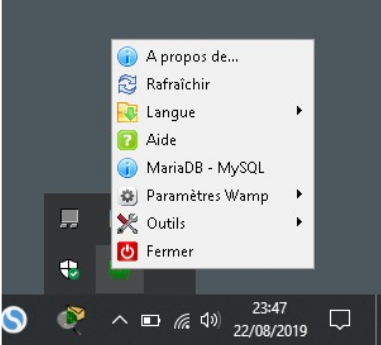 A propos de...
Rafraîchir
Langue
Aide
MariaDB - MySQL
Paramètres Wamp
Outils
Fermer
23:47
22/08/2019